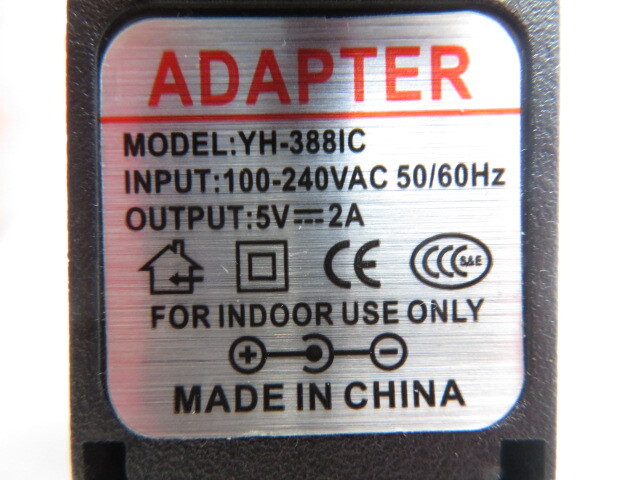 ADAPTER
MODEL:YH-388IC
INPUT:100-240VAC 50/60Hz
OUTPUT:5V⎓2A
CE CCC S&E
FOR INDOOR USE ONLY
+ −
MADE IN CHINA